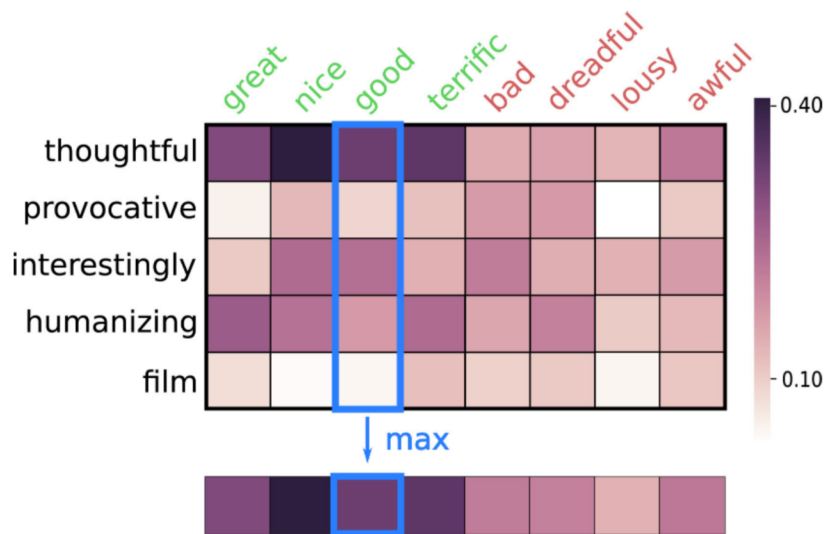 great nice good terrific bad dreadful lousy awful
thoughtful
provocative
interestingly
humanizing
film
0.40
0.10
max